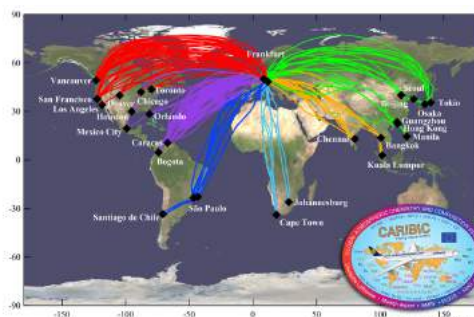 90
60
30
0
-30
-60
-90
-150
-100
-50
0
50
100
150
Frankfurt
Vancouver
San Francisco
Los Angeles
Denver
Toronto
Chicago
Houston
Orlando
Mexico City
Caracas
Bogota
São Paulo
Santiago de Chile
Cape Town
Johannesburg
Chennai
Seoul
Beijing
Tokio
Osaka
Guangzhou
Hong Kong
Manila
Bangkok
Kuala Lumpur
CARIBIC